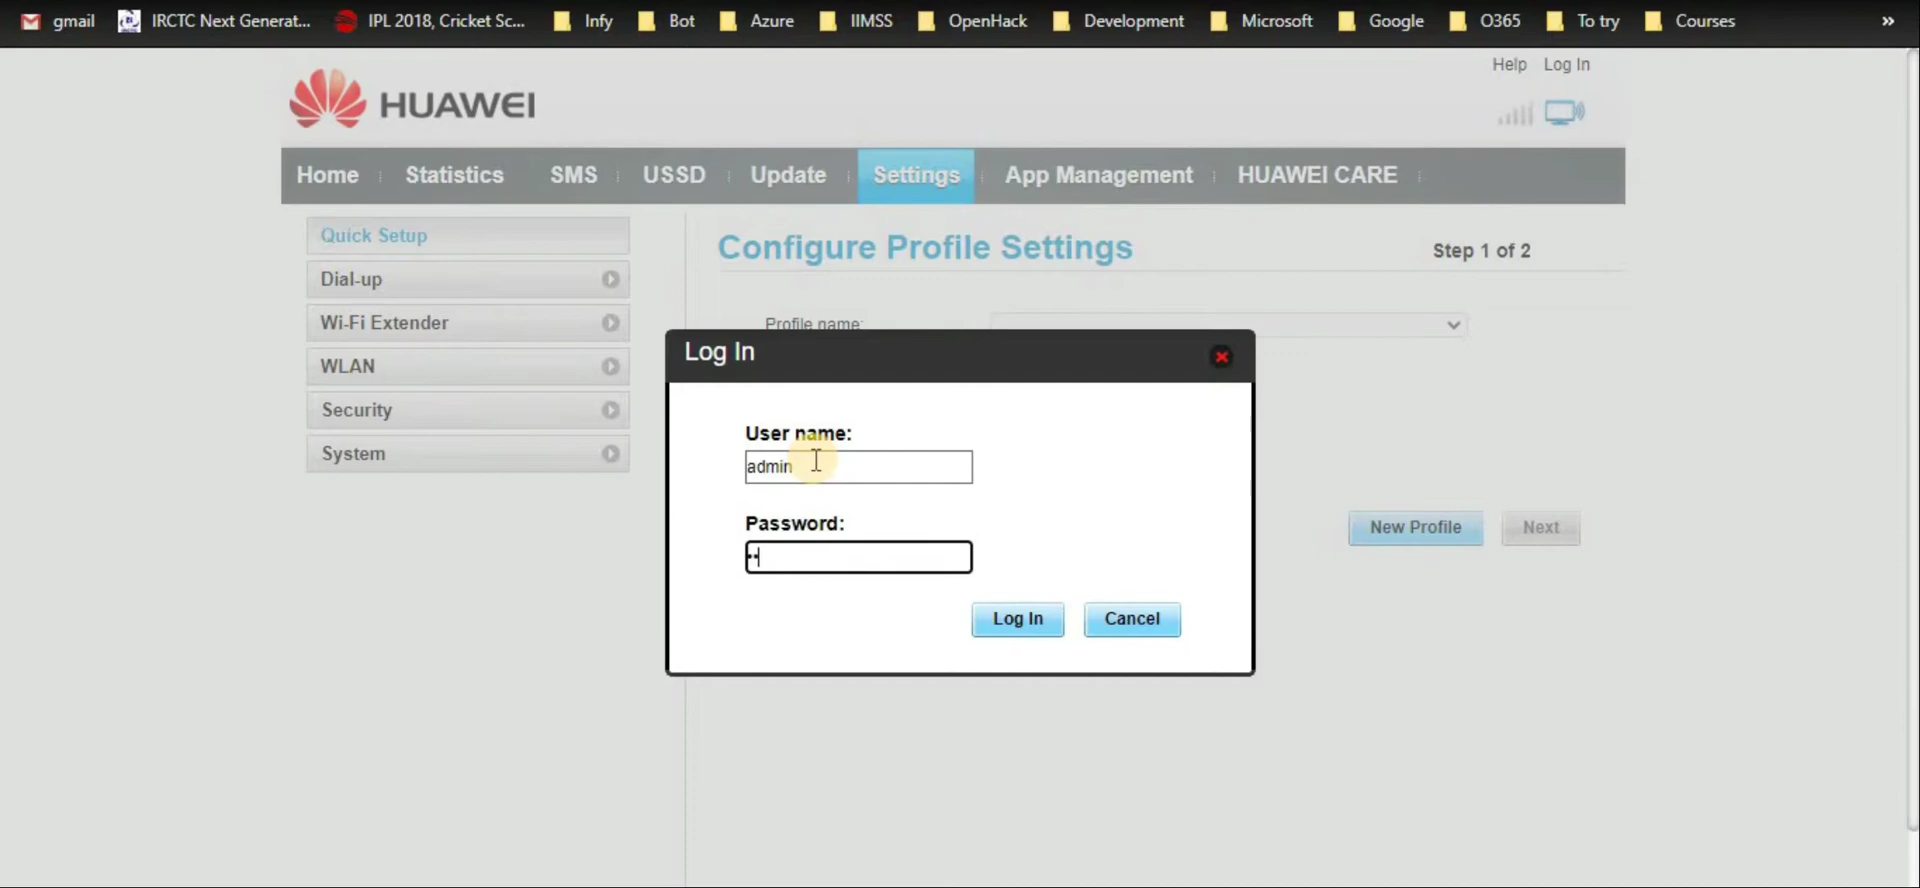 gmail IRCTC Next Generat... IPL 2018, Cricket Sc... Infy Bot Azure IIMSS OpenHack Development Microsoft Google O365 To try Courses »
Help Log In
HUAWEI
Home Statistics SMS USSD Update Settings App Management HUAWEI CARE
Quick Setup
Configure Profile Settings
Step 1 of 2
Dial-up
Wi-Fi Extender
Profile name:
WLAN
Security
System
Log In
User name:
admin
Password:
••
Log In Cancel
New Profile Next